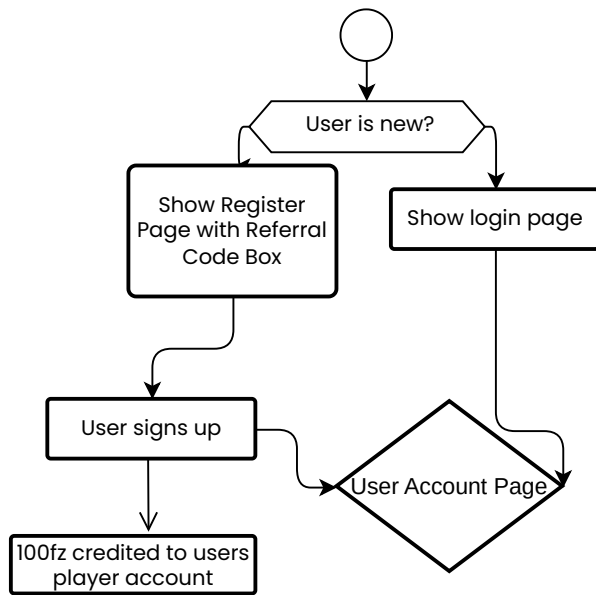 User is new?
Show Register
Page with Referral
Code Box
Show login page
User signs up
User Account Page
100fz credited to users
player account